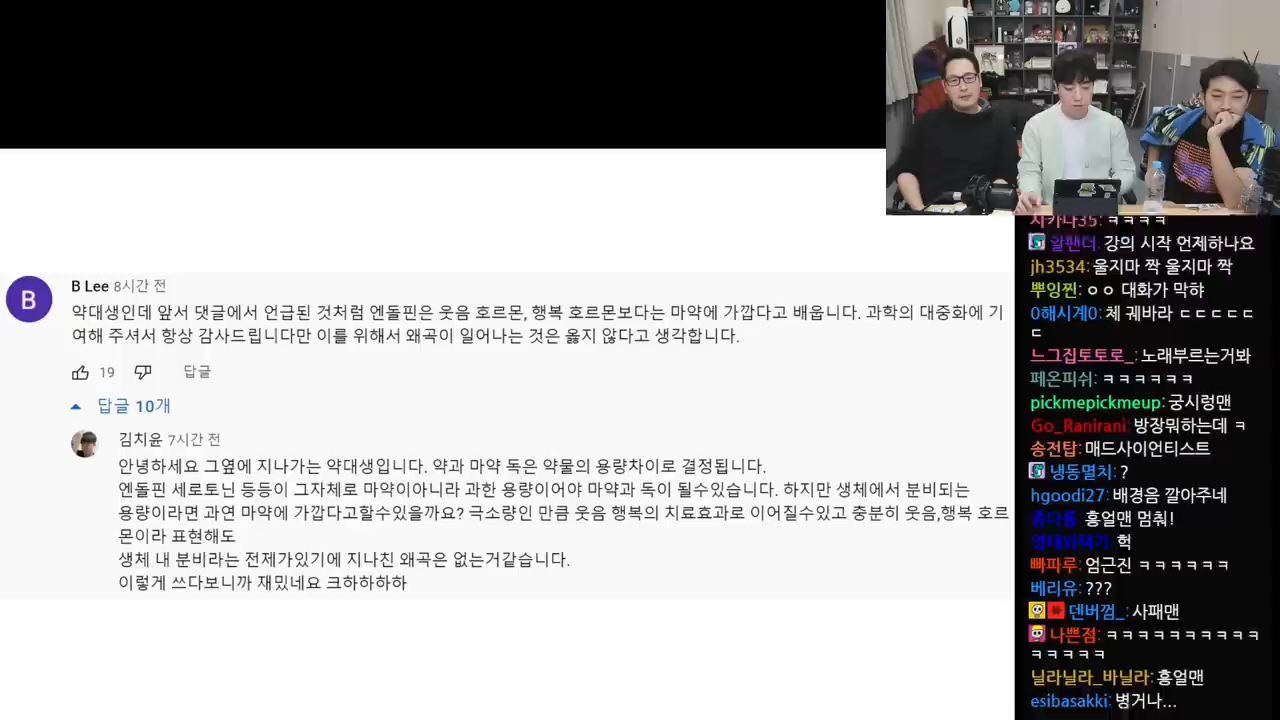 B
B Lee 8시간 전
약대생인데 앞서 댓글에서 언급된 것처럼 엔돌핀은 웃음 호르몬, 행복 호르몬보다는 마약에 가깝다고 배웁니다. 과학의 대중화에 기
여해 주셔서 항상 감사드립니다만 이를 위해서 왜곡이 일어나는 것은 옳지 않다고 생각합니다.
19 답글
답글 10개
김치윤 7시간 전
안녕하세요 그옆에 지나가는 약대생입니다. 약과 마약 독은 약물의 용량차이로 결정됩니다.
엔돌핀 세로토닌 등등이 그자체로 마약이아니라 과한 용량이어야 마약과 독이 될수있습니다. 하지만 생체에서 분비되는
용량이라면 과연 마약에 가깝다고할수있을까요? 극소량인 만큼 웃음 행복의 치료효과로 이어질수있고 충분히 웃음,행복 호르
몬이라 표현해도
생체 내 분비라는 전제가있기에 지나친 왜곡은 없는거같습니다.
이렇게 쓰다보니까 재밌네요 크하하하하
ㅋㅋㅋㅋ
할팬더: 강의 시작 언제하나요
jh3534: 울지마 짝 울지마 짝
뿌잉찐: ㅇㅇ 대화가 막햐
0해시계0: 체 궤바라 ㄷㄷㄷㄷㄷ
ㄷ
느그집토토로_: 노래부르는거봐
페온피쉬: ㅋㅋㅋㅋㅋㅋ
pickmepickmeup: 궁시렁맨
Go_Ranirani: 방장뭐하는데 ㅋ
송전탑: 매드사이언티스트
냉동멸치: ?
hgoodi27: 배경음 깔아주네
홍얼맨 멈춰!
헉
빠파루: 엄근진 ㅋㅋㅋㅋㅋㅋ
베리유: ???
덴버껌_: 사패맨
나쁜점: ㅋㅋㅋㅋㅋㅋㅋㅋㅋㅋ
ㅋㅋㅋㅋㅋ
닐라닐라_바닐라: 흥얼맨
esibasakki: 병거나...